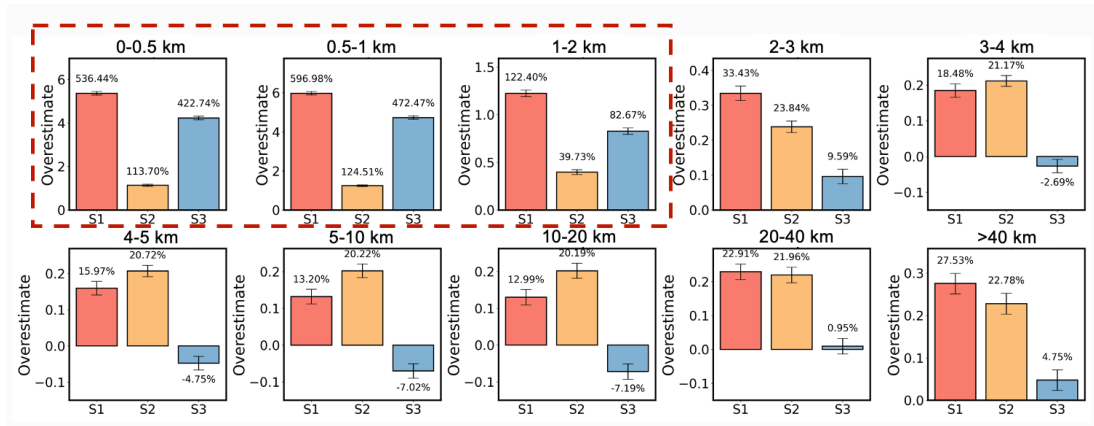 0-0.5 km
Overestimate
6
4
2
0
536.44%
113.70%
422.74%
S1 S2 S3
0.5-1 km
Overestimate
6
4
2
0
596.98%
124.51%
472.47%
S1 S2 S3
1-2 km
Overestimate
1.5
1.0
0.5
0.0
122.40%
39.73%
82.67%
S1 S2 S3
2-3 km
Overestimate
0.4
0.3
0.2
0.1
0.0
33.43%
23.84%
9.59%
S1 S2 S3
3-4 km
Overestimate
0.2
0.1
0.0
−0.1
18.48%
21.17%
-2.69%
S1 S2 S3
4-5 km
Overestimate
0.2
0.1
0.0
−0.1
15.97%
20.72%
-4.75%
S1 S2 S3
5-10 km
Overestimate
0.2
0.1
0.0
−0.1
13.20%
20.22%
-7.02%
S1 S2 S3
10-20 km
Overestimate
0.2
0.1
0.0
−0.1
12.99%
20.19%
-7.19%
S1 S2 S3
20-40 km
Overestimate
0.2
0.1
0.0
−0.1
22.91%
21.96%
0.95%
S1 S2 S3
>40 km
Overestimate
0.3
0.2
0.1
0.0
27.53%
22.78%
4.75%
S1 S2 S3